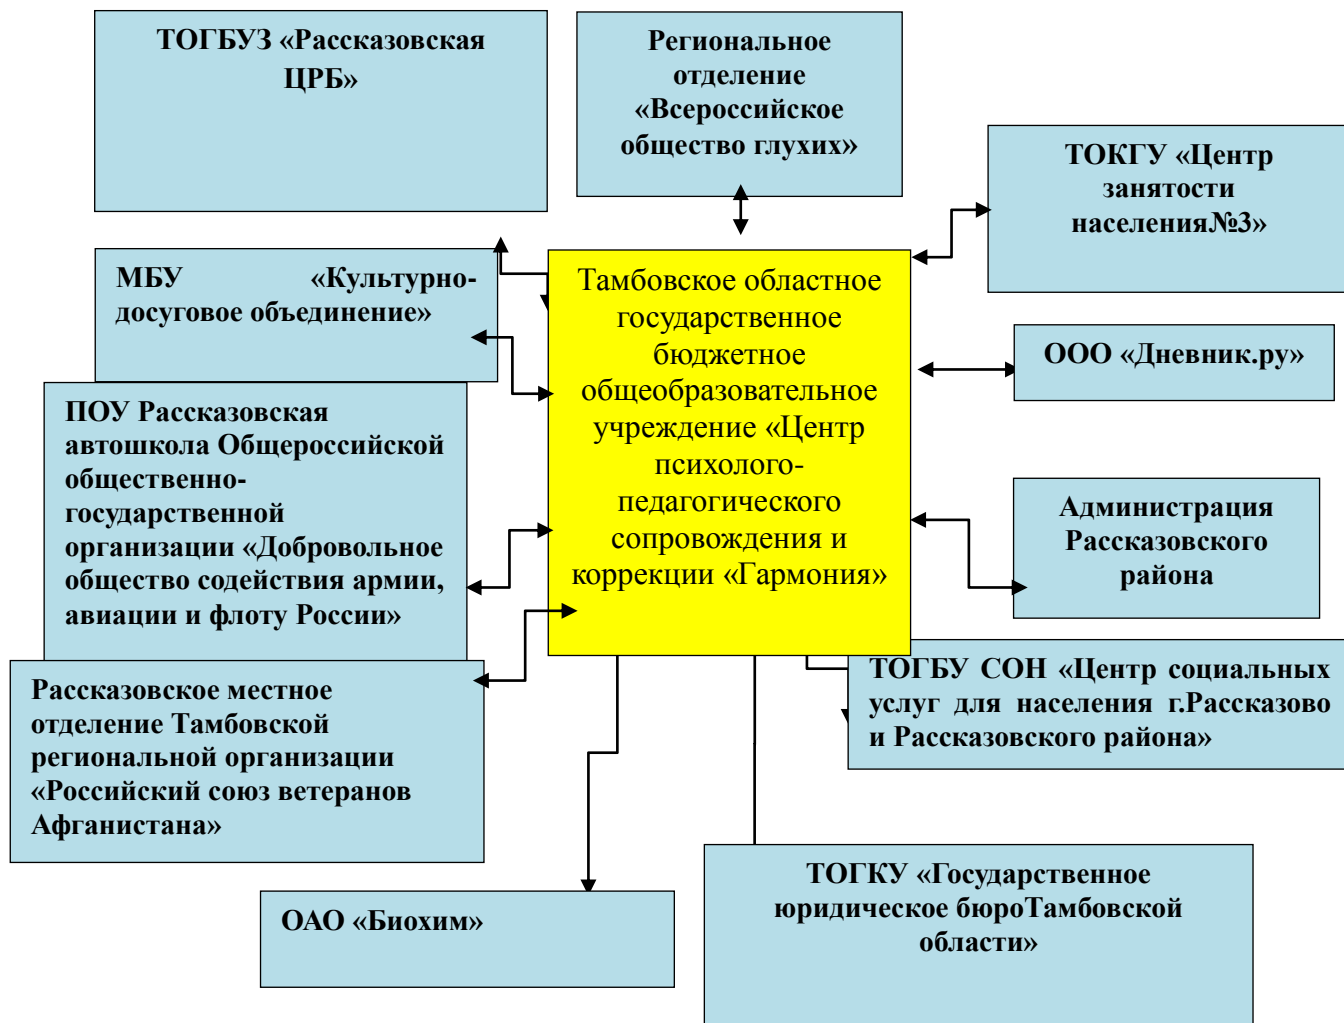 ТОГБУЗ «Рассказовская
ЦРБ»
Региональное
отделение
«Всероссийское
общество глухих»
ТОКГУ «Центр
занятости
населения№3»
МБУ «Культурно-
досуговое объединение»
Тамбовское областное
государственное
бюджетное
общеобразовательное
учреждение «Центр
психолого-
педагогического
сопровождения и
коррекции «Гармония»
ООО «Дневник.ру»
ПОУ Рассказовская
автошкола Общероссийской
общественно-
государственной
организации «Добровольное
общество содействия армии,
авиации и флоту России»
Администрация
Рассказовского
района
Рассказовское местное
отделение Тамбовской
региональной организации
«Российский союз ветеранов
Афганистана»
ТОГБУ СОН «Центр социальных
услуг для населения г.Рассказово
и Рассказовского района»
ОАО «Биохим»
ТОГКУ «Государственное
юридическое бюроТамбовской
области»